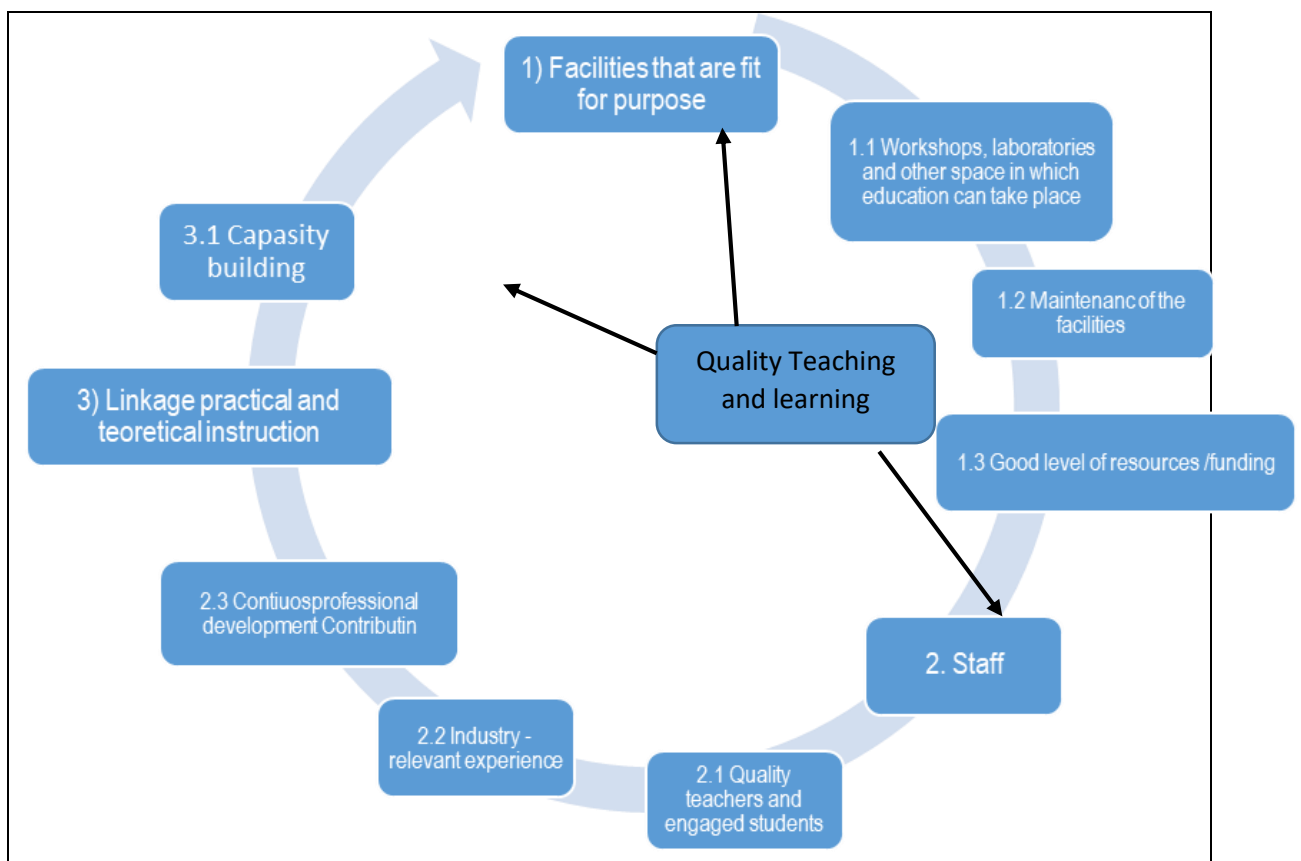 1) Facilities that are fit
for purpose
1.1 Workshops, laboratories
and other space in which
education can take place
1.2 Maintenanc of the
facilities
1.3 Good level of resources /funding
2. Staff
2.1 Quality
teachers and
engaged students
2.2 Industry -
relevant experience
2.3 Contiuosprofessional
development Contributin
3) Linkage practical and
teoretical instruction
3.1 Capasity
building
Quality Teaching
and learning